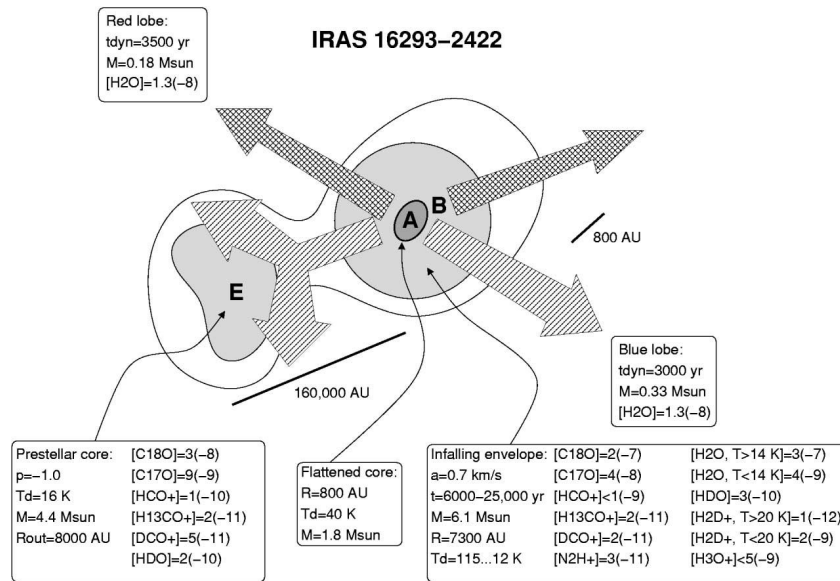 Red lobe:
tdyn=3500 yr
M=0.18 Msun
[H2O]=1.3(-8)
IRAS 16293-2422
A
B
E
800 AU
160,000 AU
Blue lobe:
tdyn=3000 yr
M=0.33 Msun
[H2O]=1.3(-8)
Prestellar core: [C18O]=3(-8)
p=-1.0 [C17O]=9(-9)
Td=16 K [HCO+]=1(-10)
M=4.4 Msun [H13CO+]=2(-11)
Rout=8000 AU [DCO+]=5(-11)
[HDO]=2(-10)
Flattened core:
R=800 AU
Td=40 K
M=1.8 Msun
Infalling envelope: [C18O]=2(-7) [H2O, T>14 K]=3(-7)
a=0.7 km/s [C17O]=4(-8) [H2O, T<14 K]=4(-9)
t=6000-25,000 yr [HCO+]<1(-9) [HDO]=3(-10)
M=6.1 Msun [H13CO+]=2(-11) [H2D+, T>20 K]=1(-12)
R=7300 AU [DCO+]=2(-11) [H2D+, T<20 K]=2(-9)
Td=115...12 K [N2H+]=3(-11) [H3O+]<5(-9)